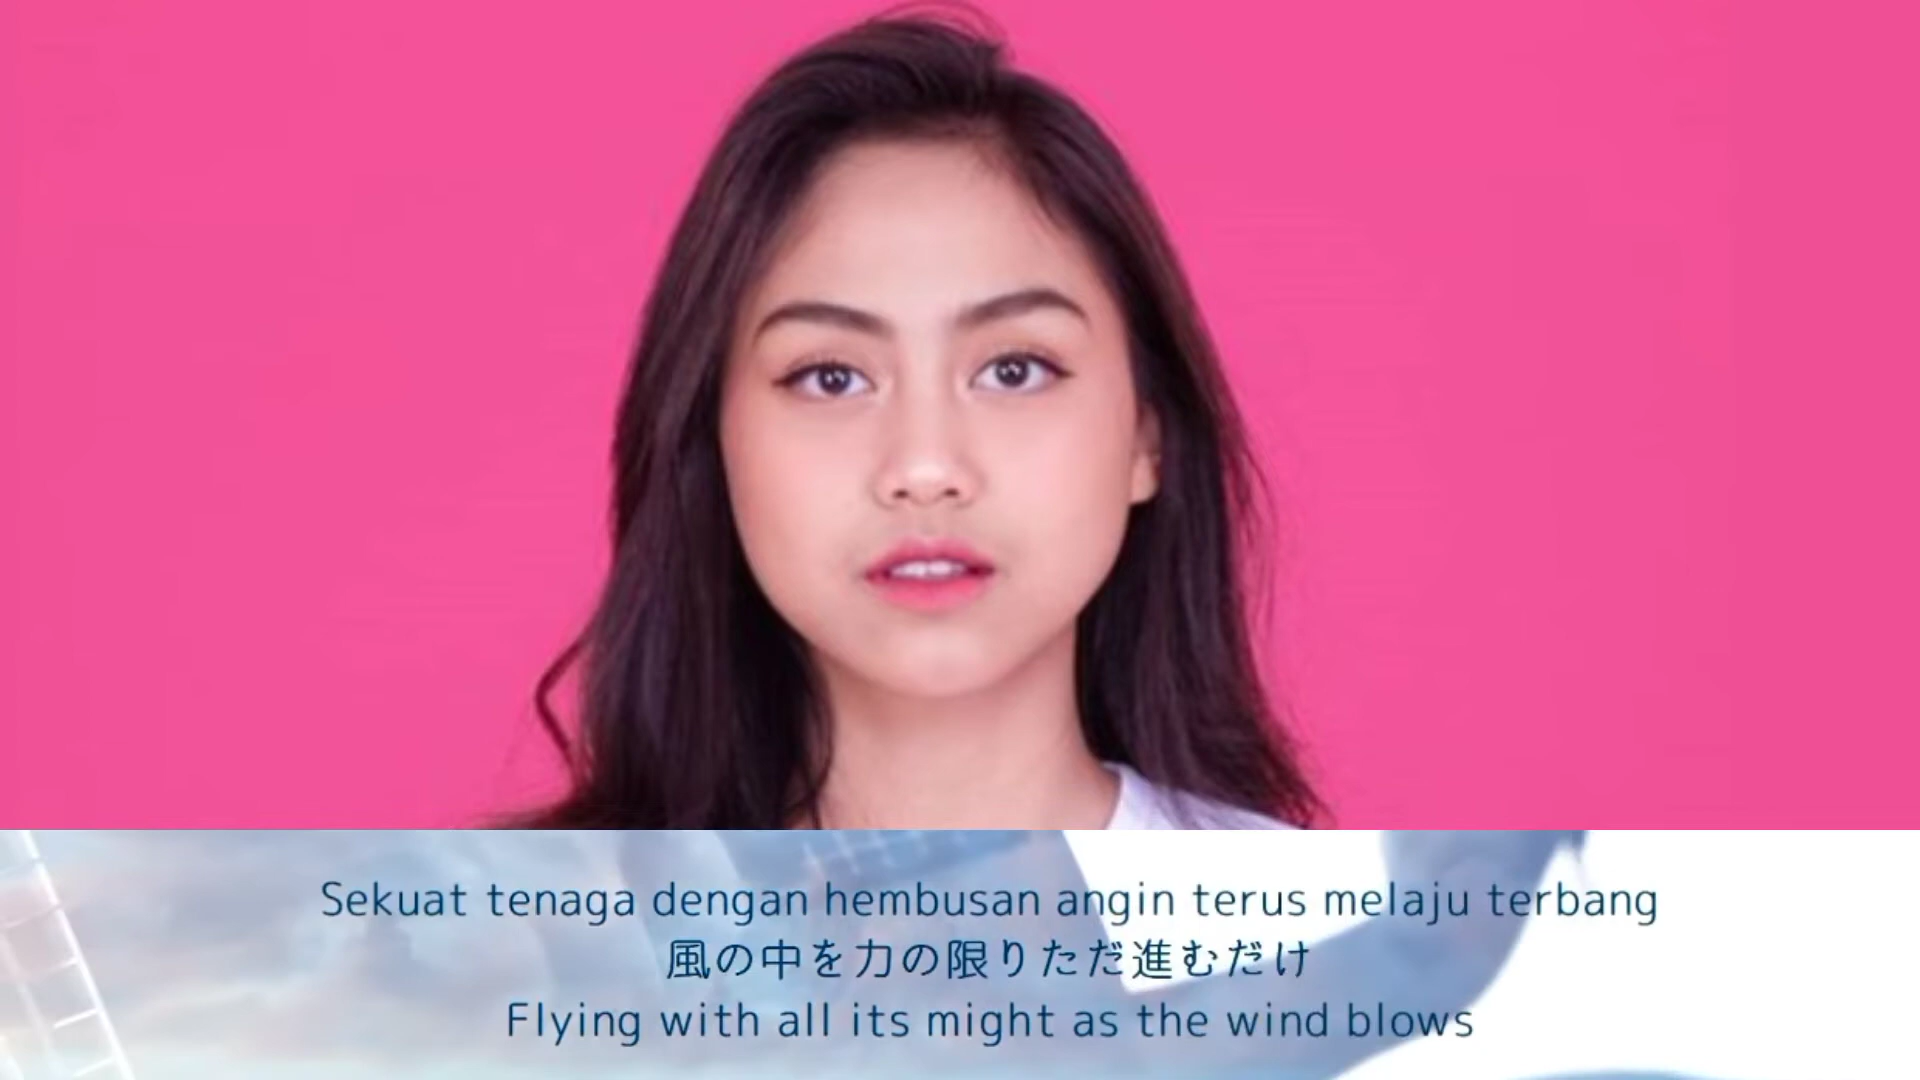 Sekuat tenaga dengan hembusan angin terus melaju terbang
風の中を力の限りただ進むだけ
Flying with all its might as the wind blows